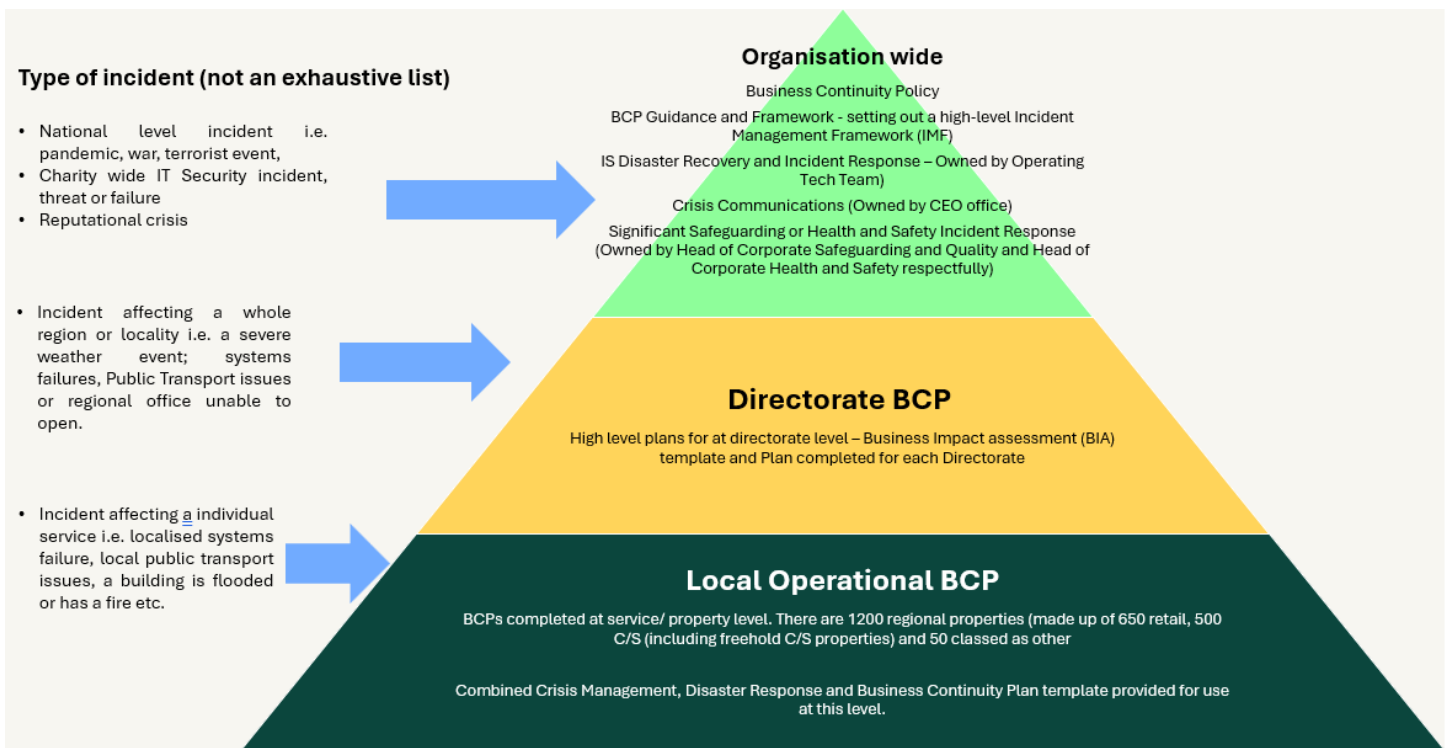 Type of incident (not an exhaustive list)
• National level incident i.e.
pandemic, war, terrorist event,
• Charity wide IT Security incident,
threat or failure
• Reputational crisis
Organisation wide
Business Continuity Policy
BCP Guidance and Framework - setting out a high-level Incident
Management Framework (IMF)
IS Disaster Recovery and Incident Response – Owned by Operating
Tech Team)
Crisis Communications (Owned by CEO office)
Significant Safeguarding or Health and Safety Incident Response
(Owned by Head of Corporate Safeguarding and Quality and Head of
Corporate Health and Safety respectfully)
• Incident affecting a whole
region or locality i.e. a severe
weather event; systems
failures, Public Transport issues
or regional office unable to
open.
Directorate BCP
High level plans for at directorate level – Business Impact assessment (BIA)
template and Plan completed for each Directorate
• Incident affecting a individual
service i.e. localised systems
failure, local public transport
issues, a building is flooded
or has a fire etc.
Local Operational BCP
BCPs completed at service/ property level. There are 1200 regional properties (made up of 650 retail, 500
C/S (including freehold C/S properties) and 50 classed as other
Combined Crisis Management, Disaster Response and Business Continuity Plan template provided for use
at this level.